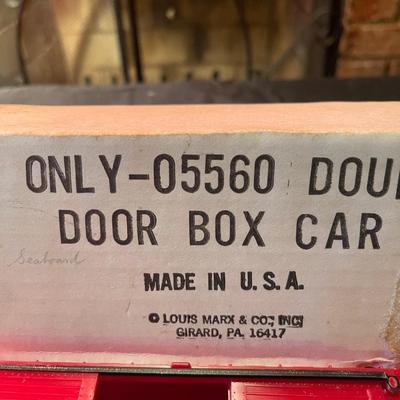 ONLY-05560 DOU
DOOR BOX CAR
Seaboard
MADE IN U.S.A.
© LOUIS MARX & CO., INC.
GIRARD, PA. 16417